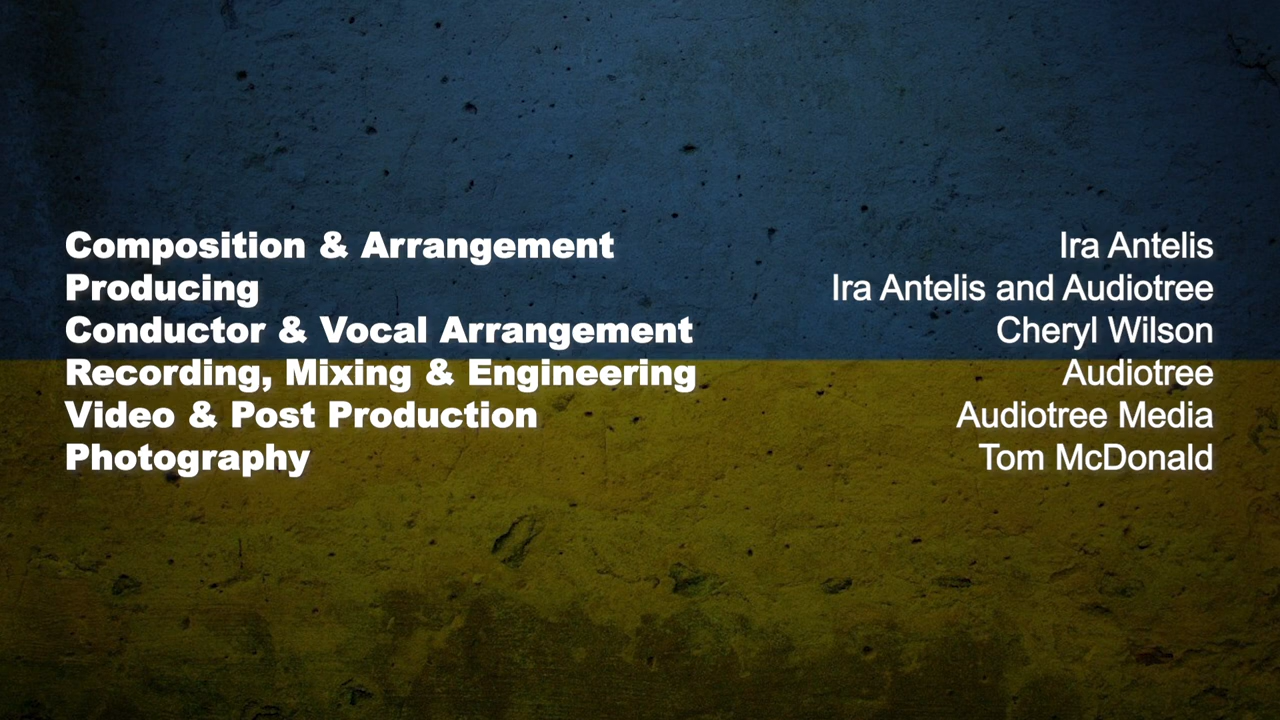 Composition & Arrangement Ira Antelis
Producing Ira Antelis and Audiotree
Conductor & Vocal Arrangement Cheryl Wilson
Recording, Mixing & Engineering Audiotree
Video & Post Production Audiotree Media
Photography Tom McDonald